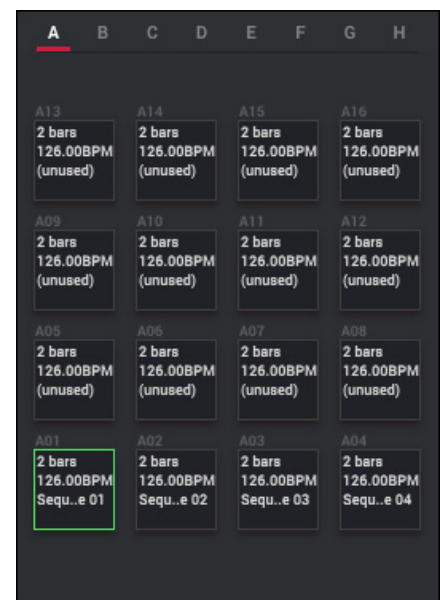 A B C D E F G H
A13 A14 A15 A16
2 bars 2 bars 2 bars 2 bars
126.00BPM 126.00BPM 126.00BPM 126.00BPM
(unused) (unused) (unused) (unused)
A09 A10 A11 A12
2 bars 2 bars 2 bars 2 bars
126.00BPM 126.00BPM 126.00BPM 126.00BPM
(unused) (unused) (unused) (unused)
A05 A06 A07 A08
2 bars 2 bars 2 bars 2 bars
126.00BPM 126.00BPM 126.00BPM 126.00BPM
(unused) (unused) (unused) (unused)
A01 A02 A03 A04
2 bars 2 bars 2 bars 2 bars
126.00BPM 126.00BPM 126.00BPM 126.00BPM
Sequ..e 01 Sequ..e 02 Sequ..e 03 Sequ..e 04